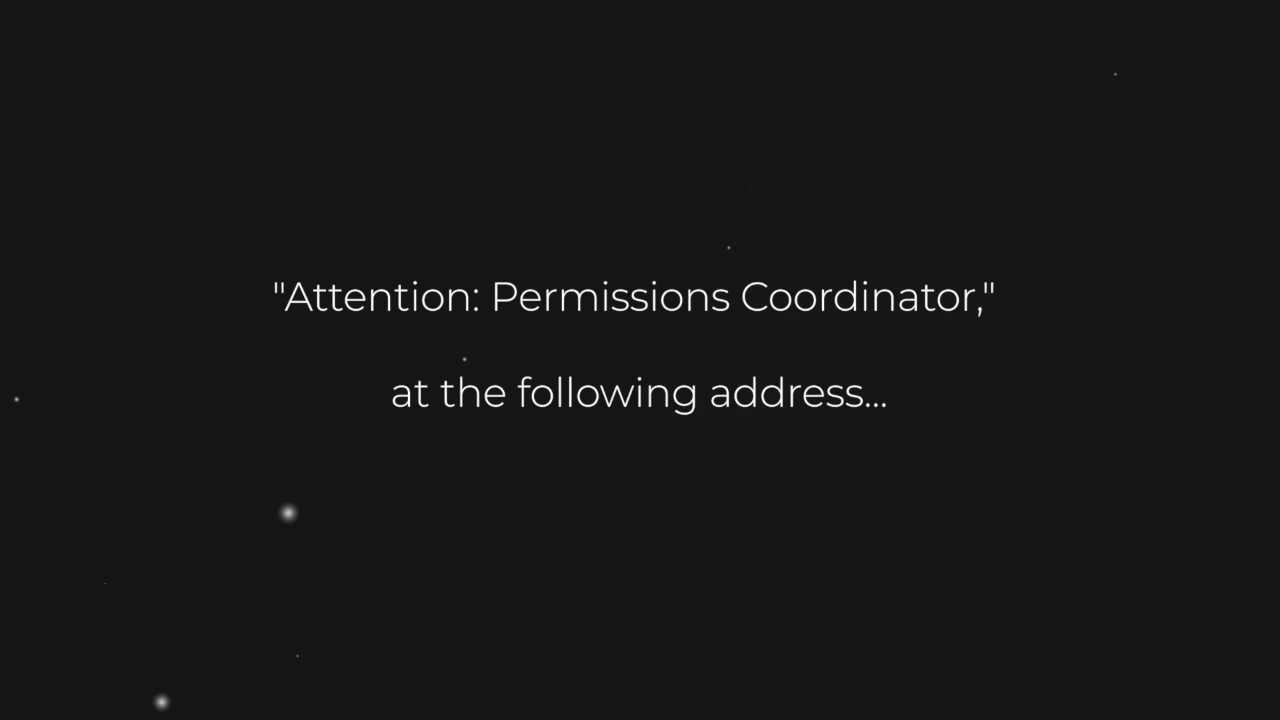 "Attention: Permissions Coordinator,"
at the following address...